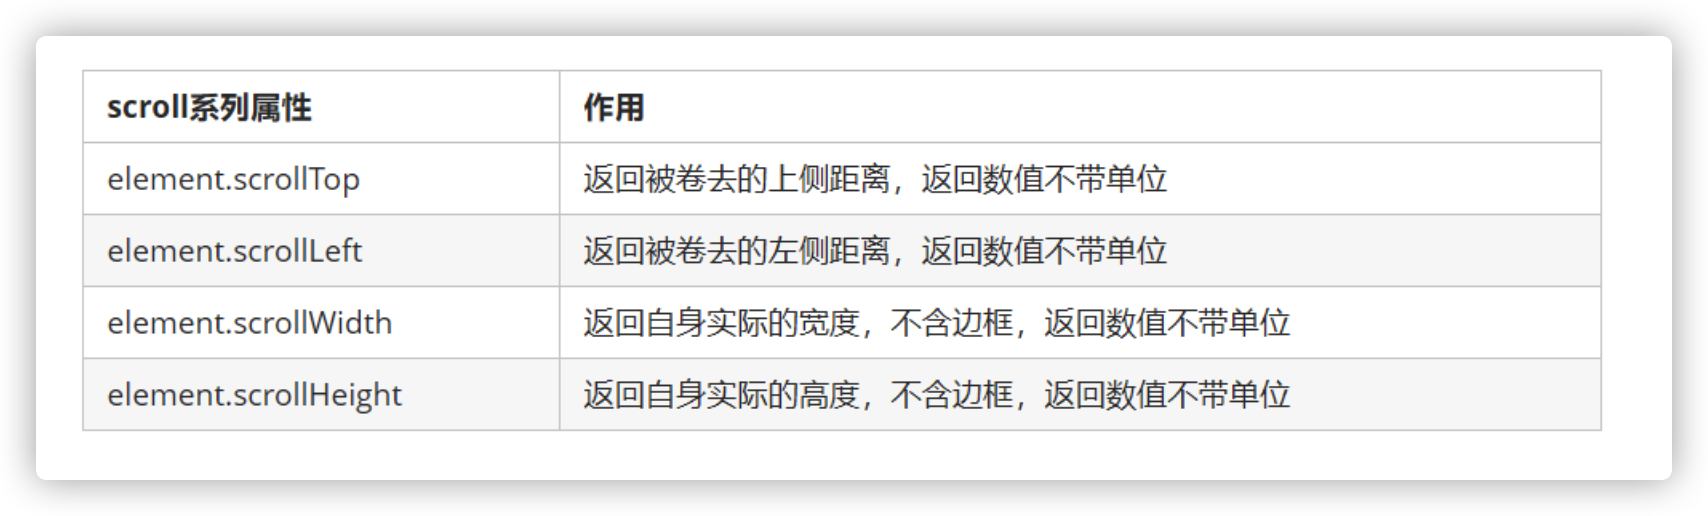 scroll系列属性 作用
element.scrollTop 返回被卷去的上侧距离，返回数值不带单位
element.scrollLeft 返回被卷去的左侧距离，返回数值不带单位
element.scrollWidth 返回自身实际的宽度，不含边框，返回数值不带单位
element.scrollHeight 返回自身实际的高度，不含边框，返回数值不带单位